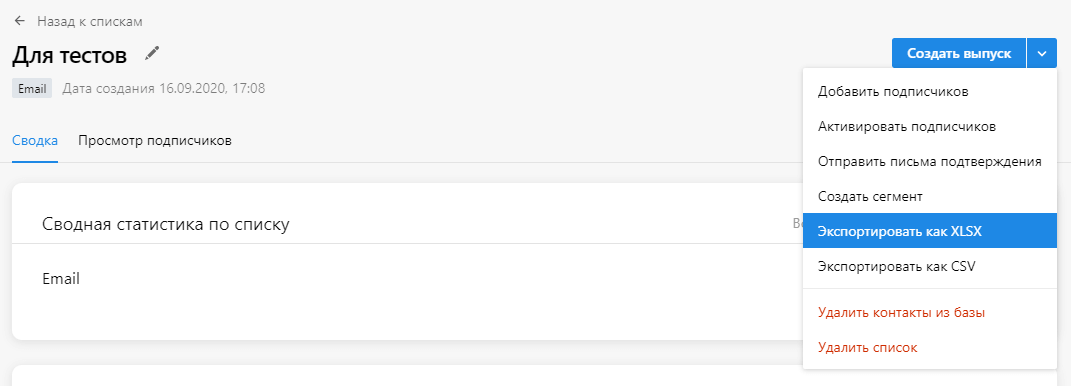 Назад к спискам
Для тестов
Создать выпуск
Email
Дата создания 16.09.2020, 17:08
Добавить подписчиков
Активировать подписчиков
Отправить письма подтверждения
Создать сегмент
Экспортировать как XLSX
Экспортировать как CSV
Удалить контакты из базы
Удалить список
Сводка
Просмотр подписчиков
Сводная статистика по списку
Email